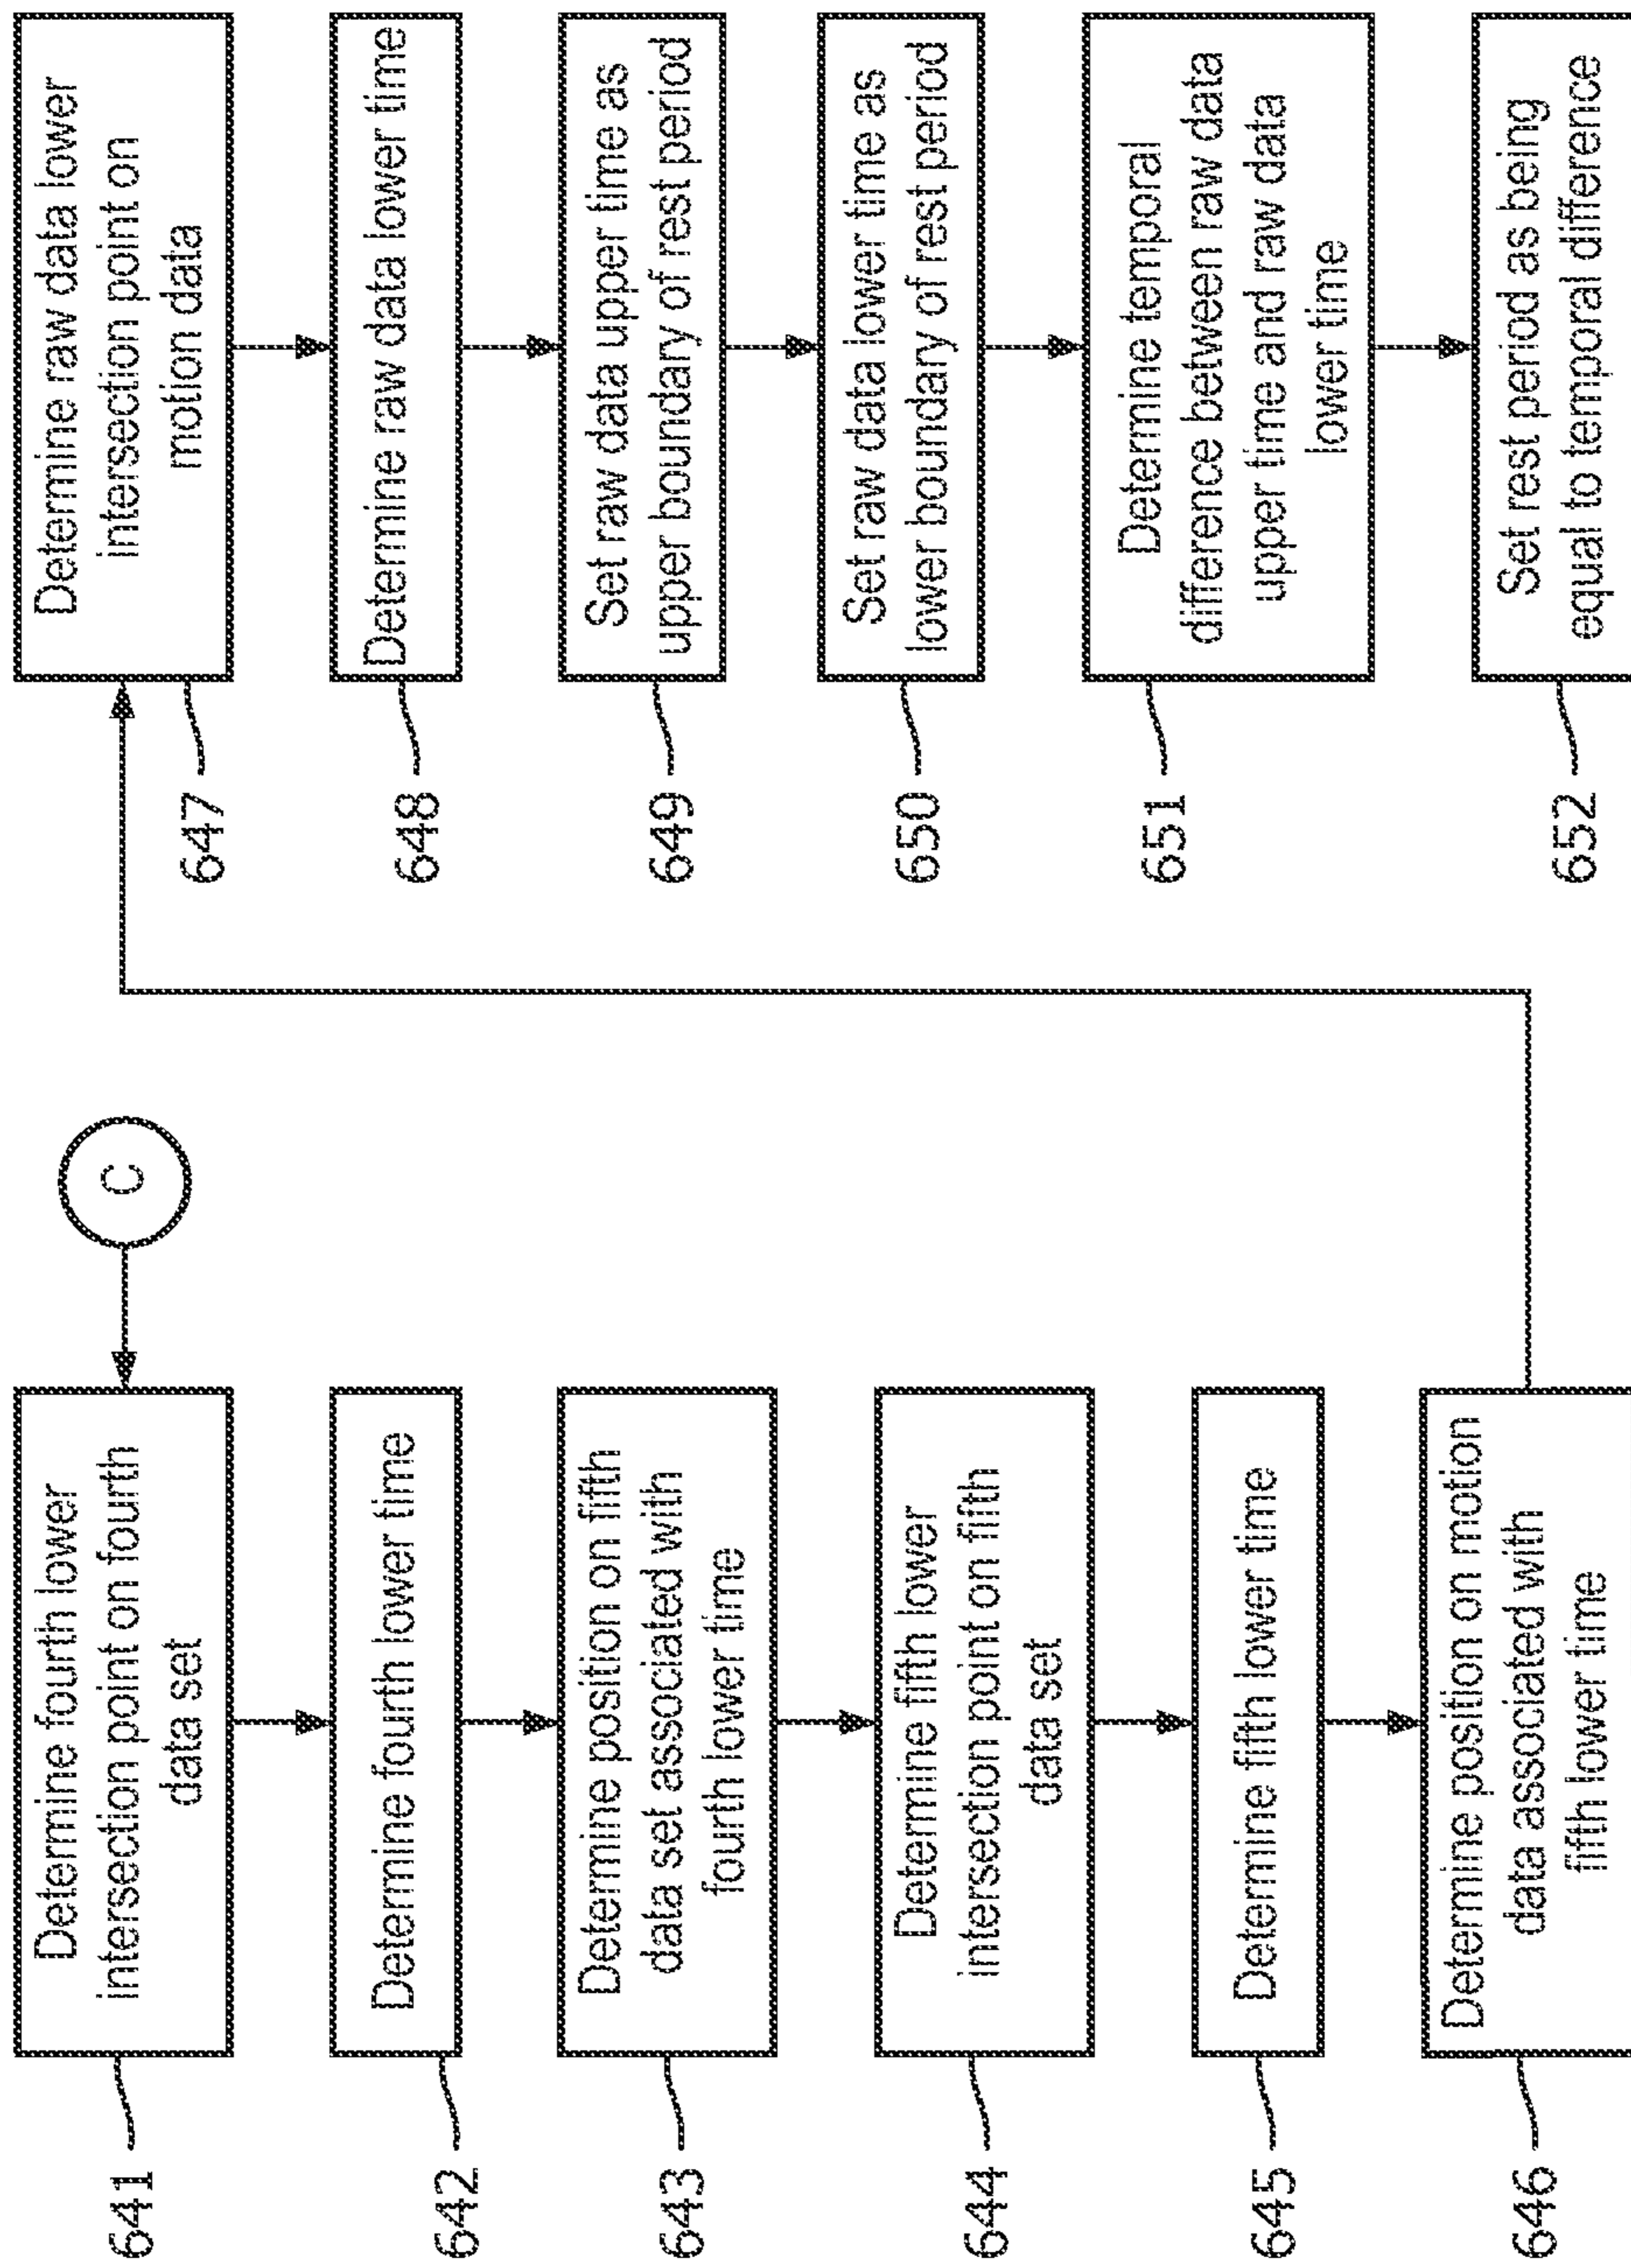 C
641
Determine fourth lower
intersection point on fourth
data set
642
Determine fourth lower time
643
Determine position on fifth
data set associated with
fourth lower time
644
Determine fifth lower
intersection point on fifth
data set
645
Determine fifth lower time
646
Determine position on motion
data associated with
fifth lower time
647
Determine raw data lower
intersection point on
motion data
648
Determine raw data lower time
649
Set raw data upper time as
upper boundary of rest period
650
Set raw data lower time as
lower boundary of rest period
651
Determine temporal
difference between raw data
upper time and raw data
lower time
652
Set rest period as being
equal to temporal difference